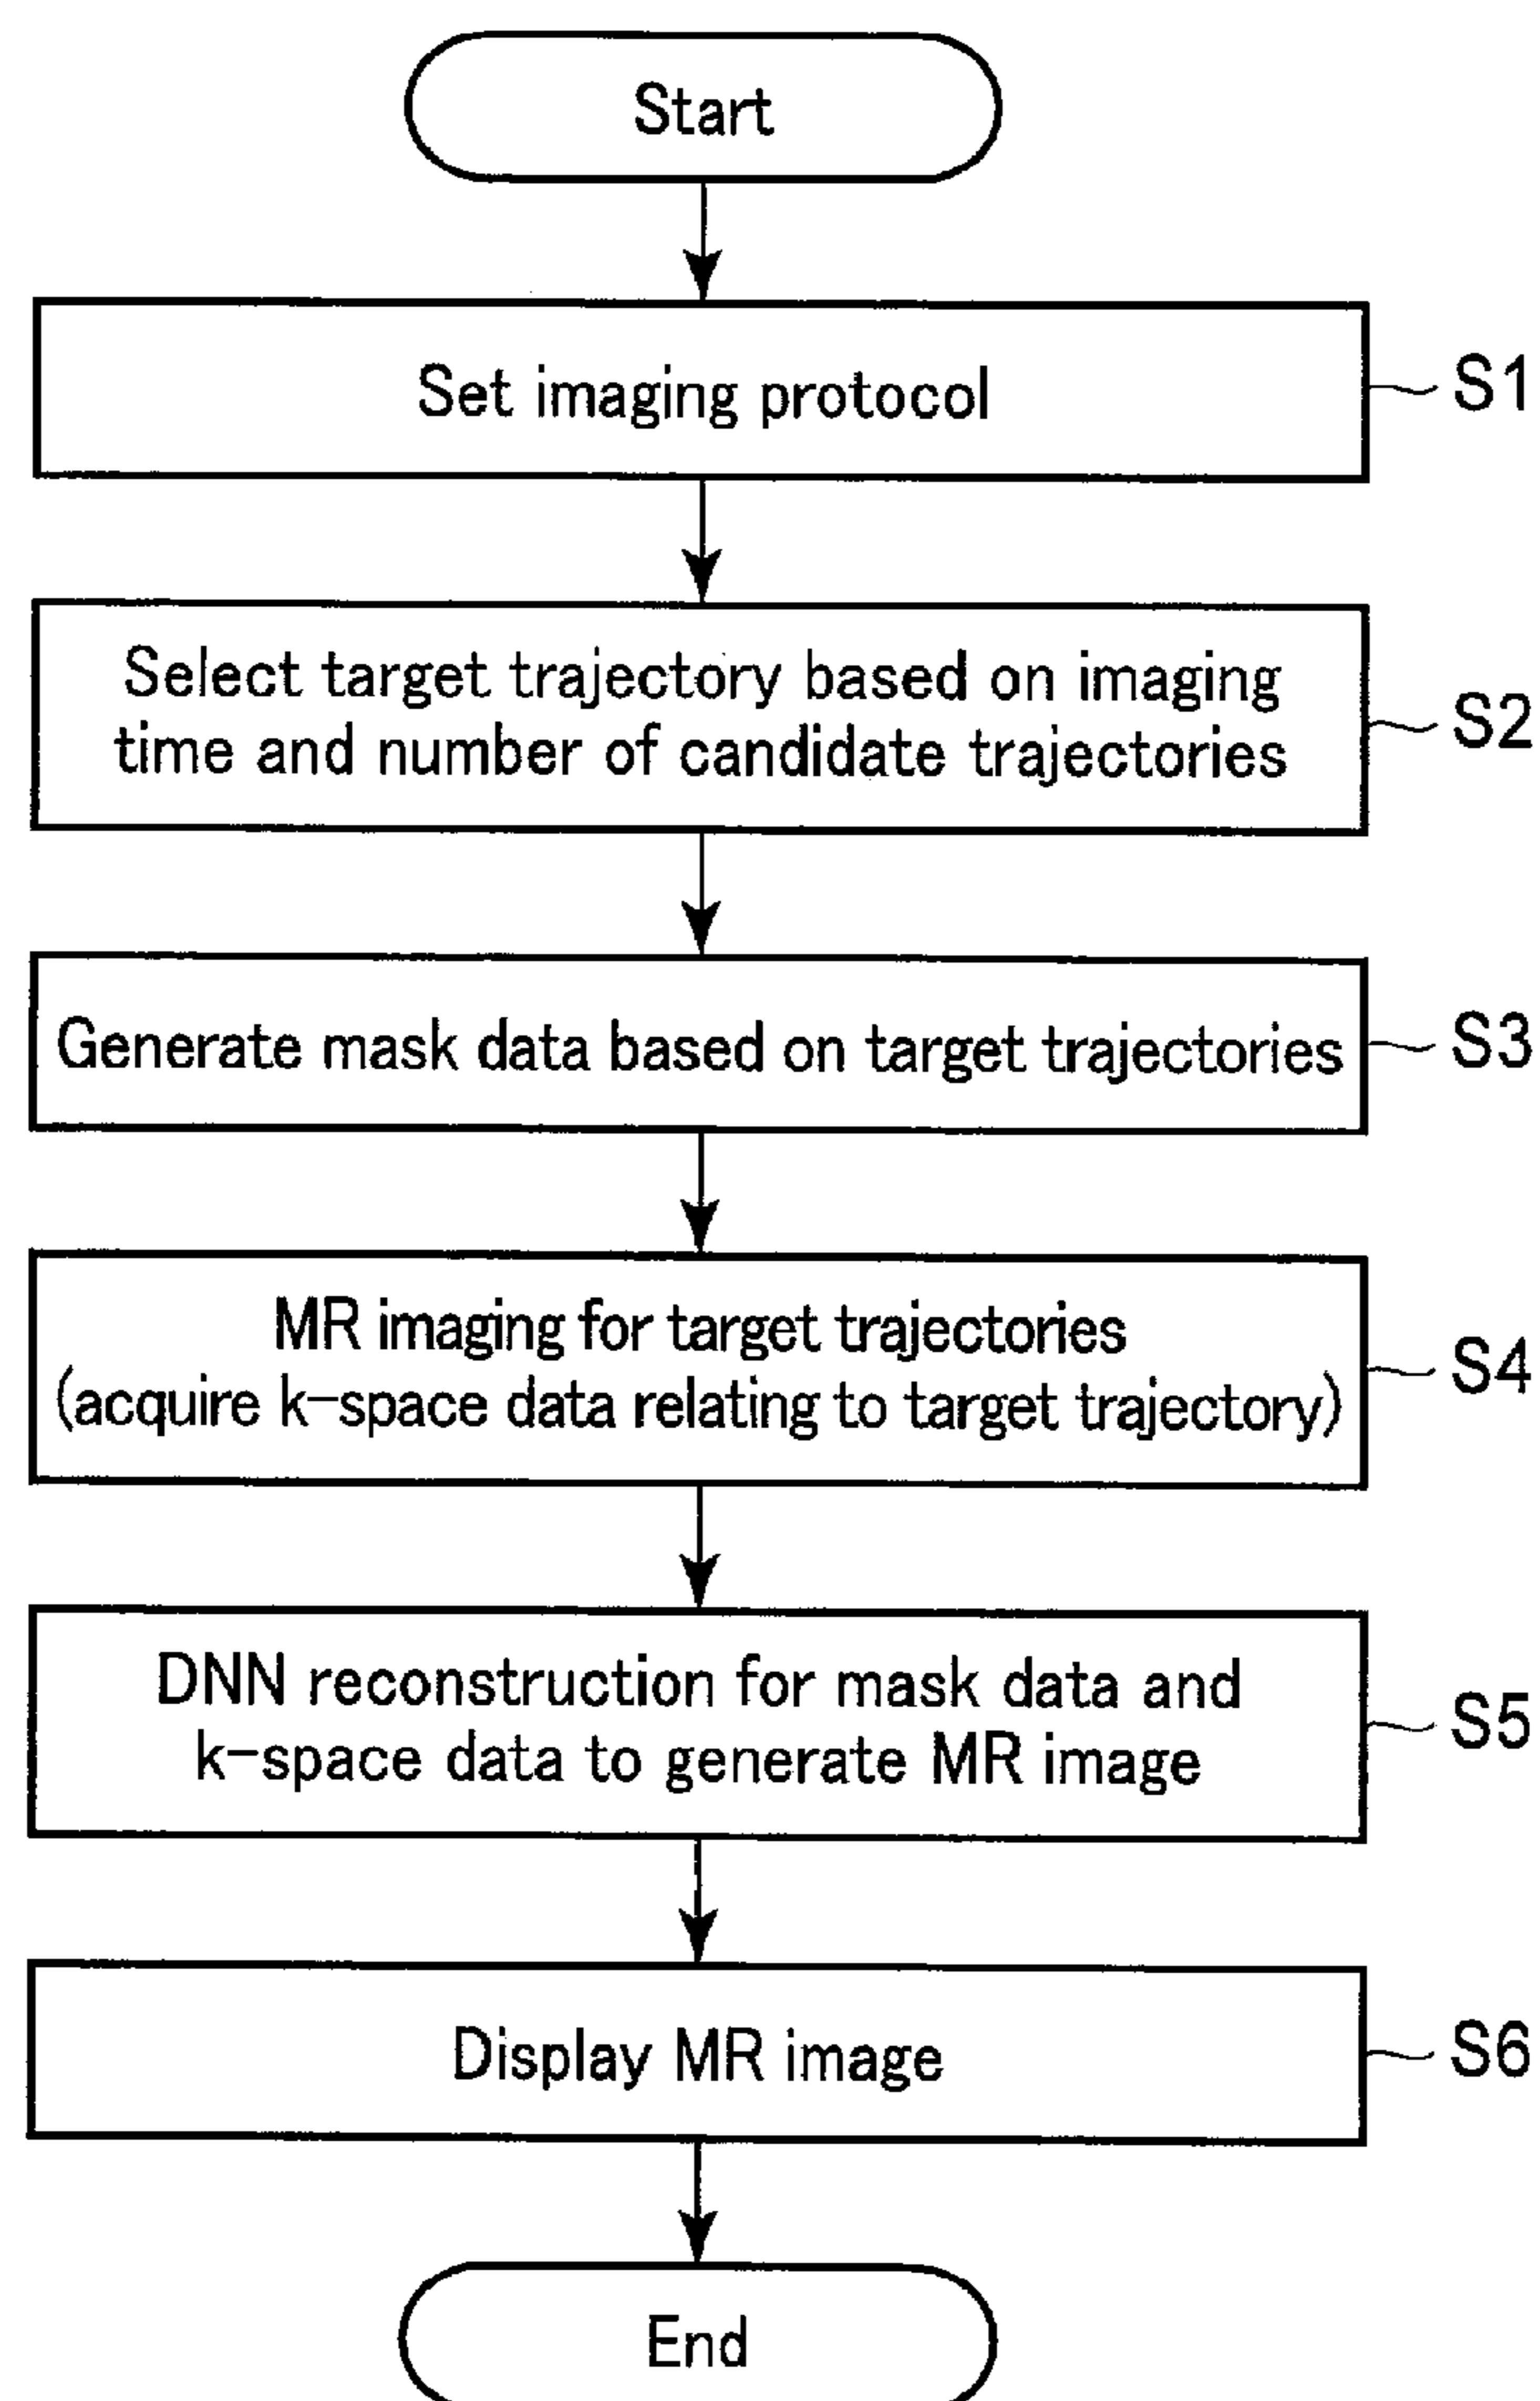 Start
Set imaging protocol
S1
Select target trajectory based on imaging
time and number of candidate trajectories
S2
Generate mask data based on target trajectories
S3
MR imaging for target trajectories
(acquire k-space data relating to target trajectory)
S4
DNN reconstruction for mask data and
k-space data to generate MR image
S5
Display MR image
S6
End